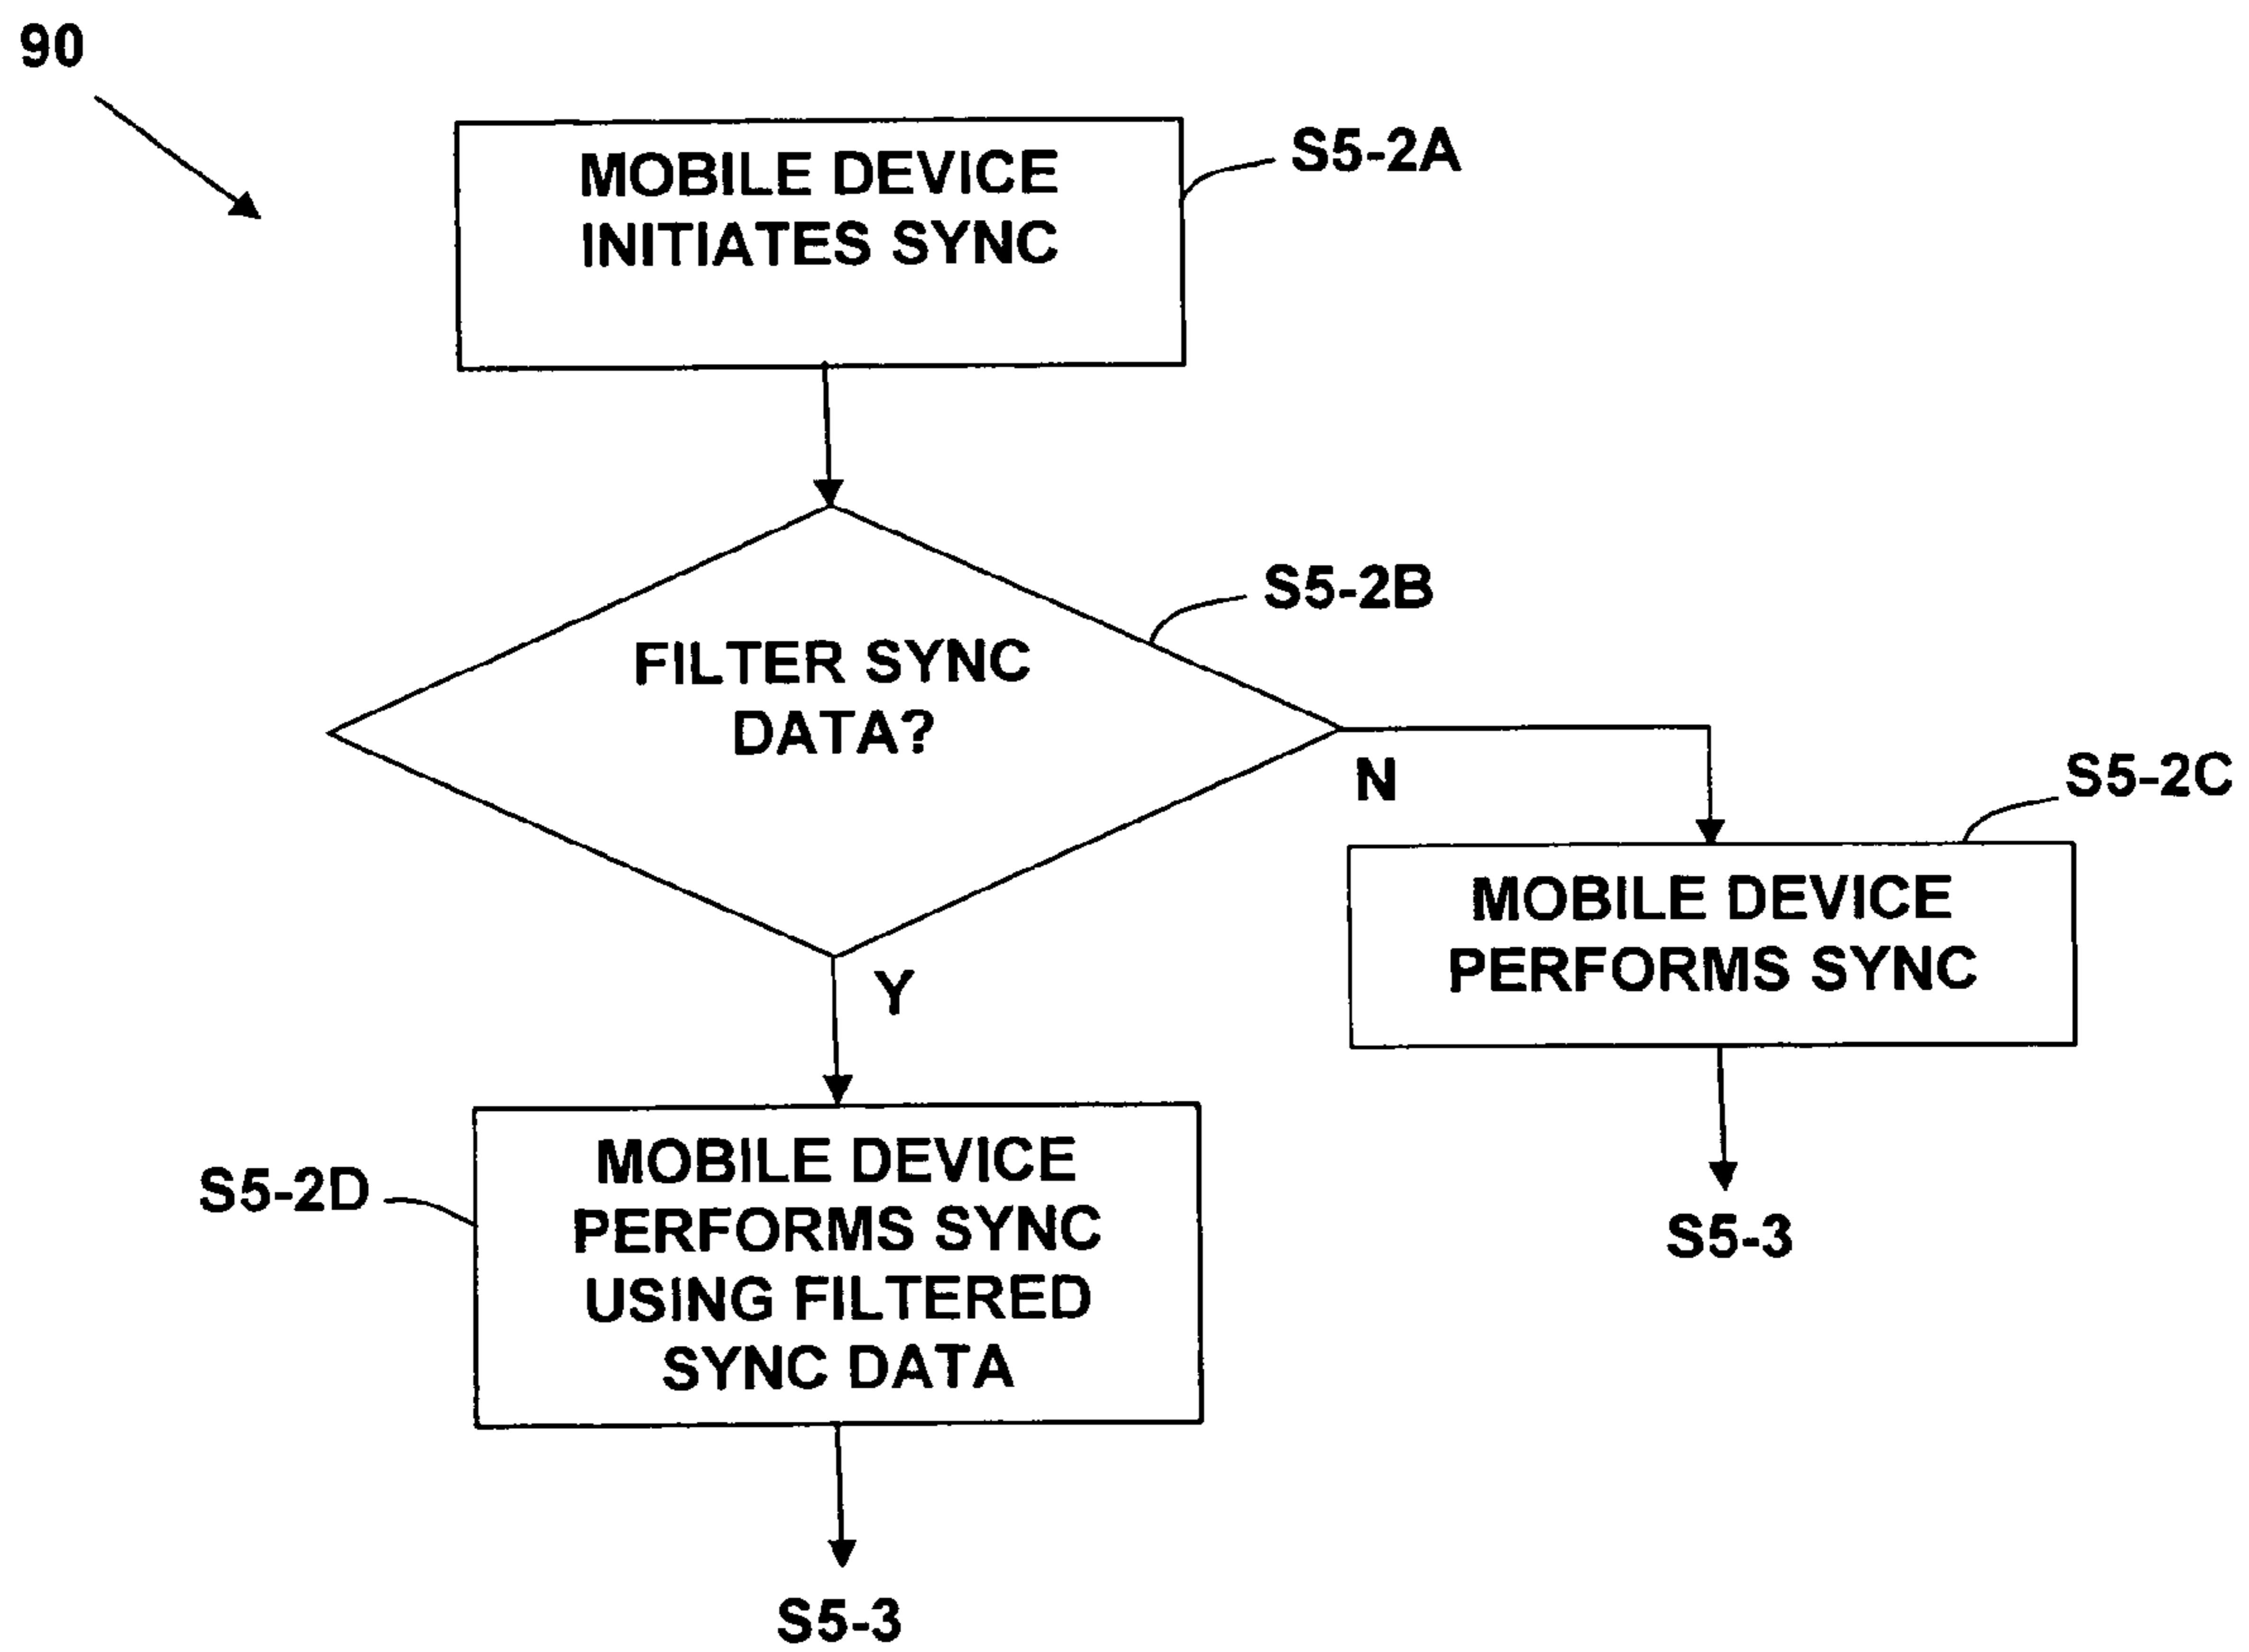 90
MOBILE DEVICE
INITIATES SYNC
S5-2A
S5-2B
FILTER SYNC
DATA?
N
S5-2C
MOBILE DEVICE
PERFORMS SYNC
Y
S5-2D
MOBILE DEVICE
PERFORMS SYNC
USING FILTERED
SYNC DATA
S5-3
S5-3